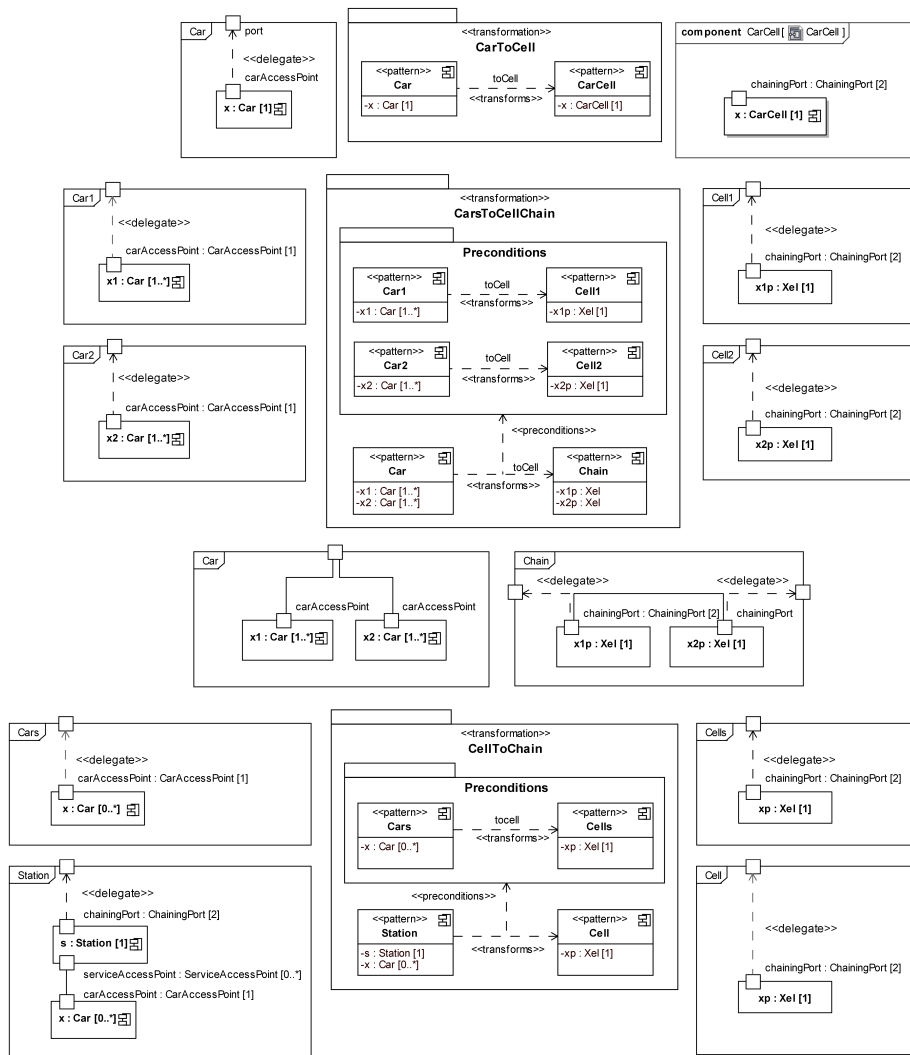 Car
port
<<delegate>>
carAccessPoint
x : Car [1]
<<transformation>>
CarToCell
<<pattern>>
Car
-x : Car [1]
toCell
<<transforms>>
<<pattern>>
CarCell
-x : CarCell [1]
component CarCell [ CarCell ]
chainingPort : ChainingPort [2]
x : CarCell [1]
Car1
<<delegate>>
carAccessPoint : CarAccessPoint [1]
x1 : Car [1..*]
Car2
<<delegate>>
carAccessPoint : CarAccessPoint [1]
x2 : Car [1..*]
<<transformation>>
CarsToCellChain
Preconditions
<<pattern>>
Car1
-x1 : Car [1..*]
toCell
<<transforms>>
<<pattern>>
Cell1
-x1p : Xel [1]
<<pattern>>
Car2
-x2 : Car [1..*]
toCell
<<transforms>>
<<pattern>>
Cell2
-x2p : Xel [1]
<<preconditions>>
<<pattern>>
Car
-x1 : Car [1..*]
-x2 : Car [1..*]
toCell
<<transforms>>
<<pattern>>
Chain
-x1p : Xel
-x2p : Xel
Cell1
<<delegate>>
chainingPort : ChainingPort [2]
x1p : Xel [1]
Cell2
<<delegate>>
chainingPort : ChainingPort [2]
x2p : Xel [1]
Car
carAccessPoint
carAccessPoint
x1 : Car [1..*]
x2 : Car [1..*]
Chain
<<delegate>>
<<delegate>>
chainingPort : ChainingPort [2]
chainingPort
x1p : Xel [1]
x2p : Xel [1]
Cars
<<delegate>>
carAccessPoint : CarAccessPoint [1]
x : Car [0..*]
Station
<<delegate>>
chainingPort : ChainingPort [2]
s : Station [1]
serviceAccessPoint : ServiceAccessPoint [0..*]
carAccessPoint : CarAccessPoint [1]
x : Car [0..*]
<<transformation>>
CellToChain
Preconditions
<<pattern>>
Cars
-x : Car [0..*]
tocell
<<transforms>>
<<pattern>>
Cells
-xp : Xel [1]
<<preconditions>>
<<pattern>>
Station
-s : Station [1]
-x : Car [0..*]
<<transforms>>
<<pattern>>
Cell
-xp : Xel [1]
Cells
<<delegate>>
chainingPort : ChainingPort [2]
xp : Xel [1]
Cell
<<delegate>>
chainingPort : ChainingPort [2]
xp : Xel [1]